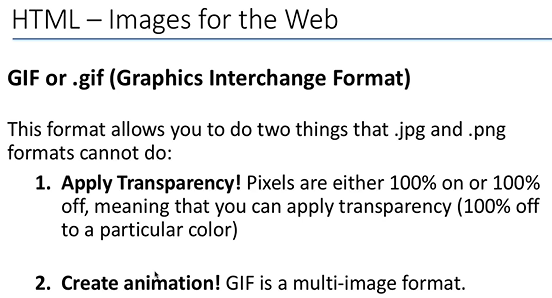 HTML – Images for the Web
GIF or .gif (Graphics Interchange Format)
This format allows you to do two things that .jpg and .png
formats cannot do:
1. Apply Transparency! Pixels are either 100% on or 100%
off, meaning that you can apply transparency (100% off
to a particular color)
2. Create animation! GIF is a multi-image format.